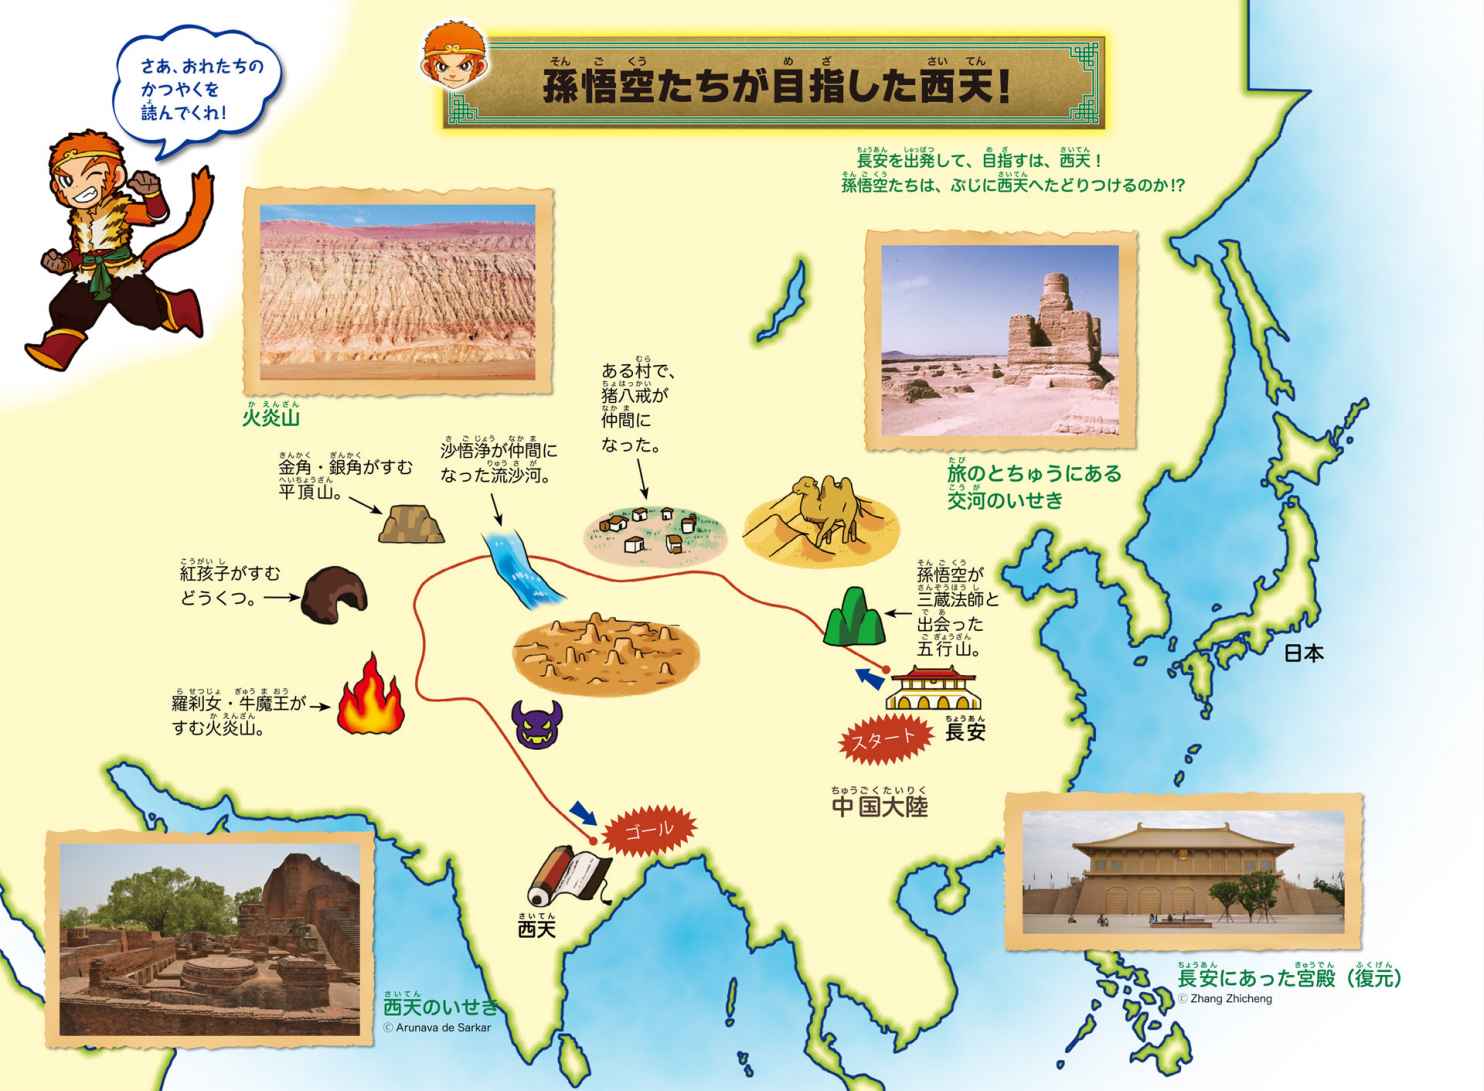 さあ、おれたちの
かつやくを
読んでくれ!
孫悟空たちが目指した西天!
長安を出発して、目指すは、西天!
孫悟空たちは、ぶじに西天へたどりつけるのか!?
火炎山
旅のとちゅうにある
交河のいせき
ある村で、
猪八戒が
仲間に
なった。
沙悟浄が仲間に
なった流沙河。
金角・銀角がすむ
平頂山。
紅孩子がすむ
どうくつ。
羅刹女・牛魔王が
すむ火炎山。
孫悟空が
三蔵法師と
出会った
五行山。
日本
長安
スタート
中国大陸
ゴール
西天
西天のいせき
© Arunava de Sarkar
長安にあった宮殿(復元)
© Zhang Zhicheng